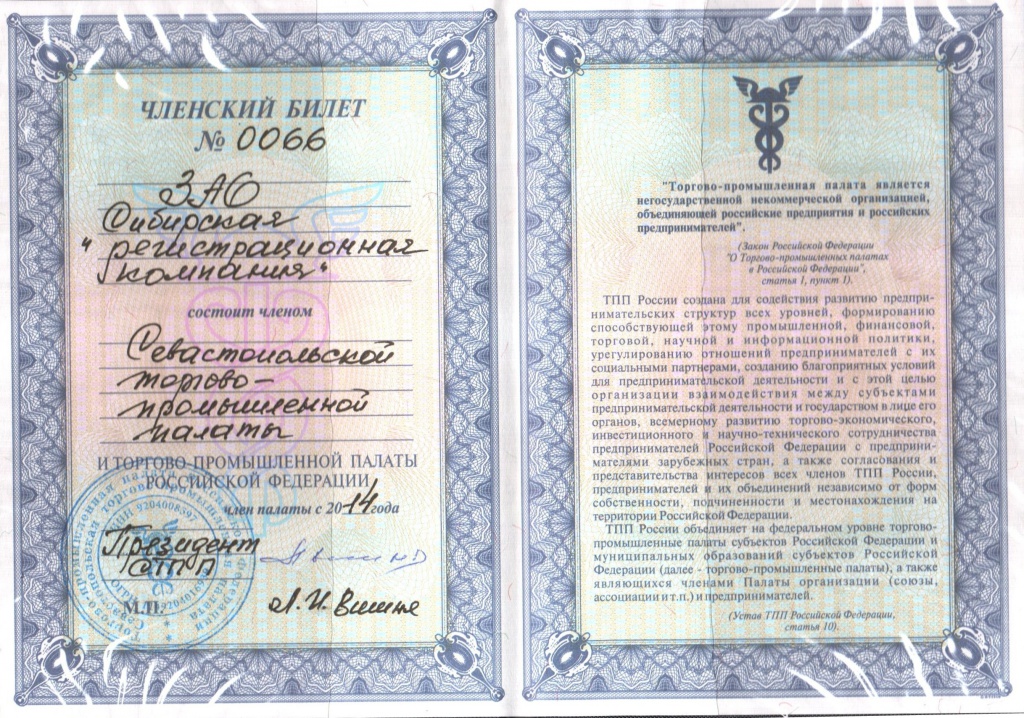 ЧЛЕНСКИЙ БИЛЕТ
№ 0066
ЗАО
Сибирская
"регистрационная
компания"
состоит членом
Севастопольской
торгово-
промышленной
палаты
И ТОРГОВО-ПРОМЫШЛЕННОЙ ПАЛАТЫ
РОССИЙСКОЙ ФЕДЕРАЦИИ
член палаты с 2014 года
Президент
СТПП
М.П.
"Торгово-промышленная палата является
негосударственной некоммерческой организацией,
объединяющей российские предприятия и российских
предпринимателей".
(Закон Российской Федерации
"О Торгово-промышленных палатах
в Российской Федерации",
статья 1, пункт 1).
ТПП России создана для содействия развитию предпри-
нимательских структур всех уровней, формированию
способствующей этому промышленной, финансовой,
торговой, научной и информационной политики,
урегулированию отношений предпринимателей с их
социальными партнерами, созданию благоприятных условий
для предпринимательской деятельности и с этой целью
организации взаимодействия между субъектами
предпринимательской деятельности и государством в лице его
органов, всемерному развитию торгово-экономического,
инвестиционного и научно-технического сотрудничества
предпринимателей Российской Федерации с предприни-
мателями зарубежных стран, а также согласования и
представительства интересов всех членов ТПП России,
предпринимателей и их объединений независимо от форм
собственности, подчиненности и местонахождения на
территории Российской Федерации.
ТПП России объединяет на федеральном уровне торгово-
промышленные палаты субъектов Российской Федерации и
муниципальных образований субъектов Российской
Федерации (далее - торгово-промышленные палаты), а также
являющихся членами Палаты организации (союзы,
ассоциации и т.п.) и предпринимателей.
(Устав ТПП Российской Федерации,
статья 10).